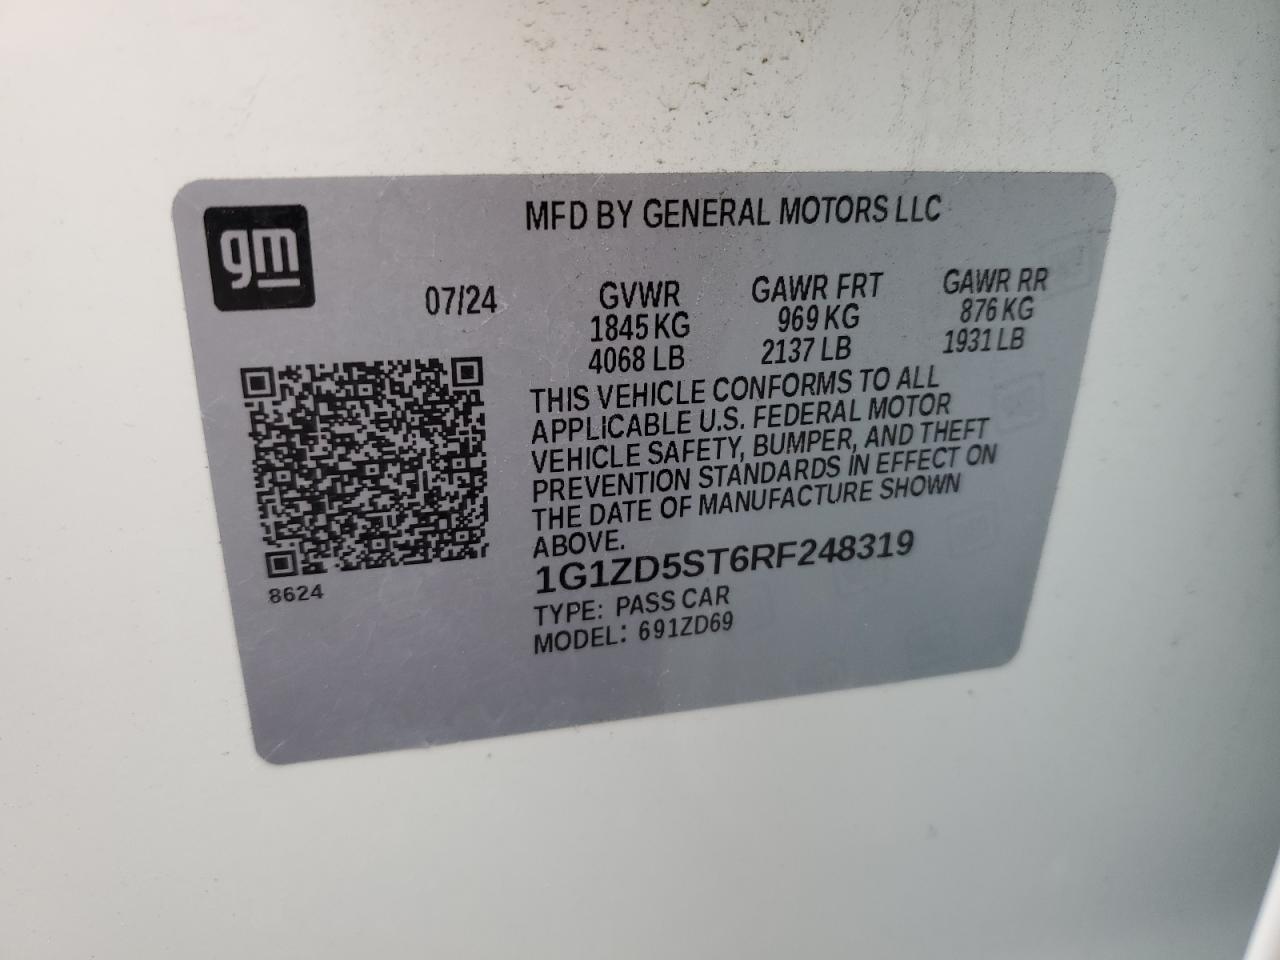 gm
MFD BY GENERAL MOTORS LLC
07/24
GVWR
1845 KG
4068 LB
GAWR FRT
969 KG
2137 LB
GAWR RR
876 KG
1931 LB
THIS VEHICLE CONFORMS TO ALL
APPLICABLE U.S. FEDERAL MOTOR
VEHICLE SAFETY, BUMPER, AND THEFT
PREVENTION STANDARDS IN EFFECT ON
THE DATE OF MANUFACTURE SHOWN
ABOVE.
1G1ZD5ST6RF248319
TYPE: PASS CAR
MODEL: 691ZD69
8624